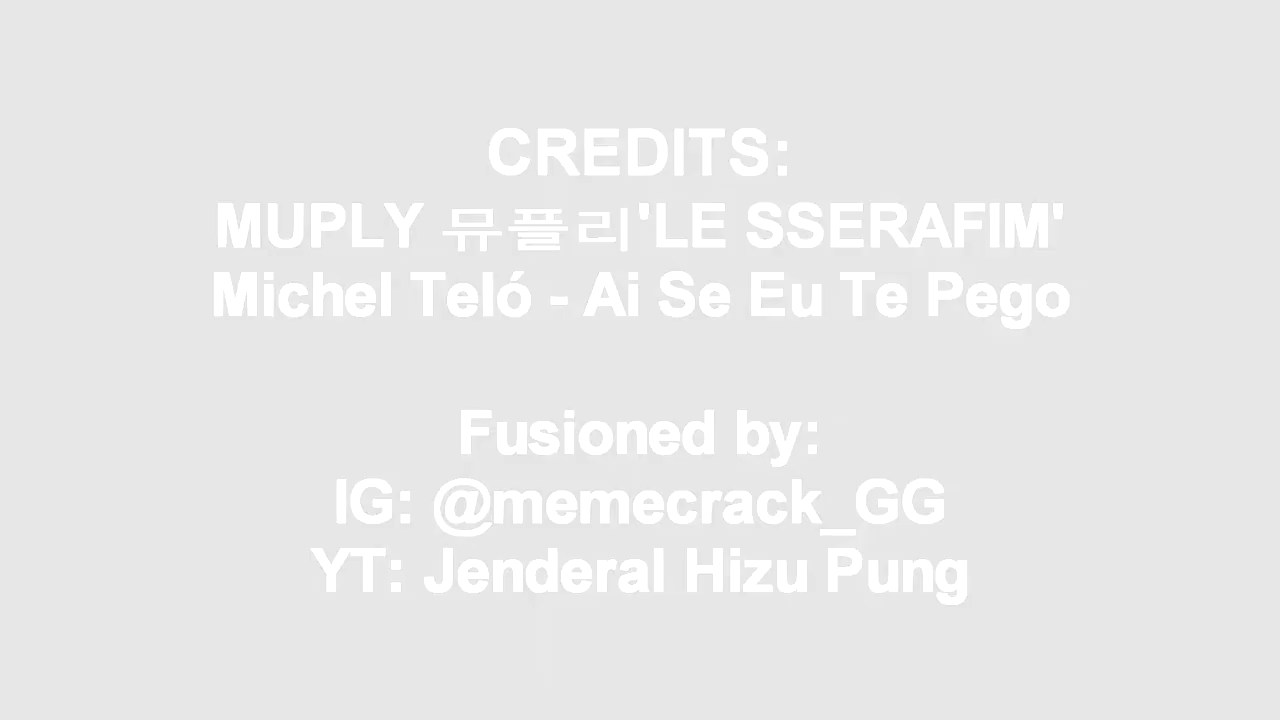 CREDITS:
MUPLY 뮤플리'LE SSERAFIM'
Michel Teló - Ai Se Eu Te Pego
Fusioned by:
IG: @memecrack_GG
YT: Jenderal Hizu Pung